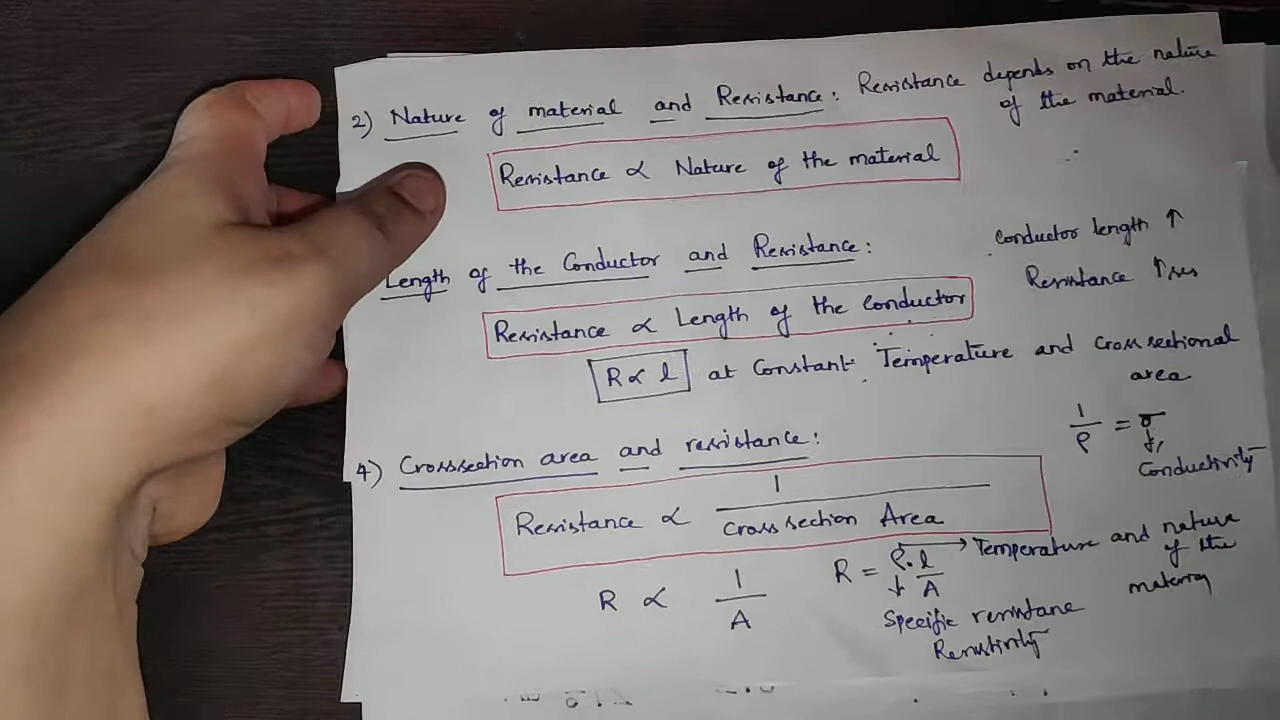 2) Nature of material and Resistance: Resistance depends on the nature
of the material.
Resistance ∝ Nature of the material
Length of the Conductor and Resistance:
Conductor length ↑
Resistance ↑ses
Resistance ∝ Length of the conductor
R ∝ l at Constant Temperature and cross sectional
area
1/ρ = σ
Conductivity
4) Crosssection area and resistance:
Resistance ∝ 1/Cross section Area
R ∝ 1/A
R = ρ.l/A → Temperature and nature
of the
Specific
Resistivity